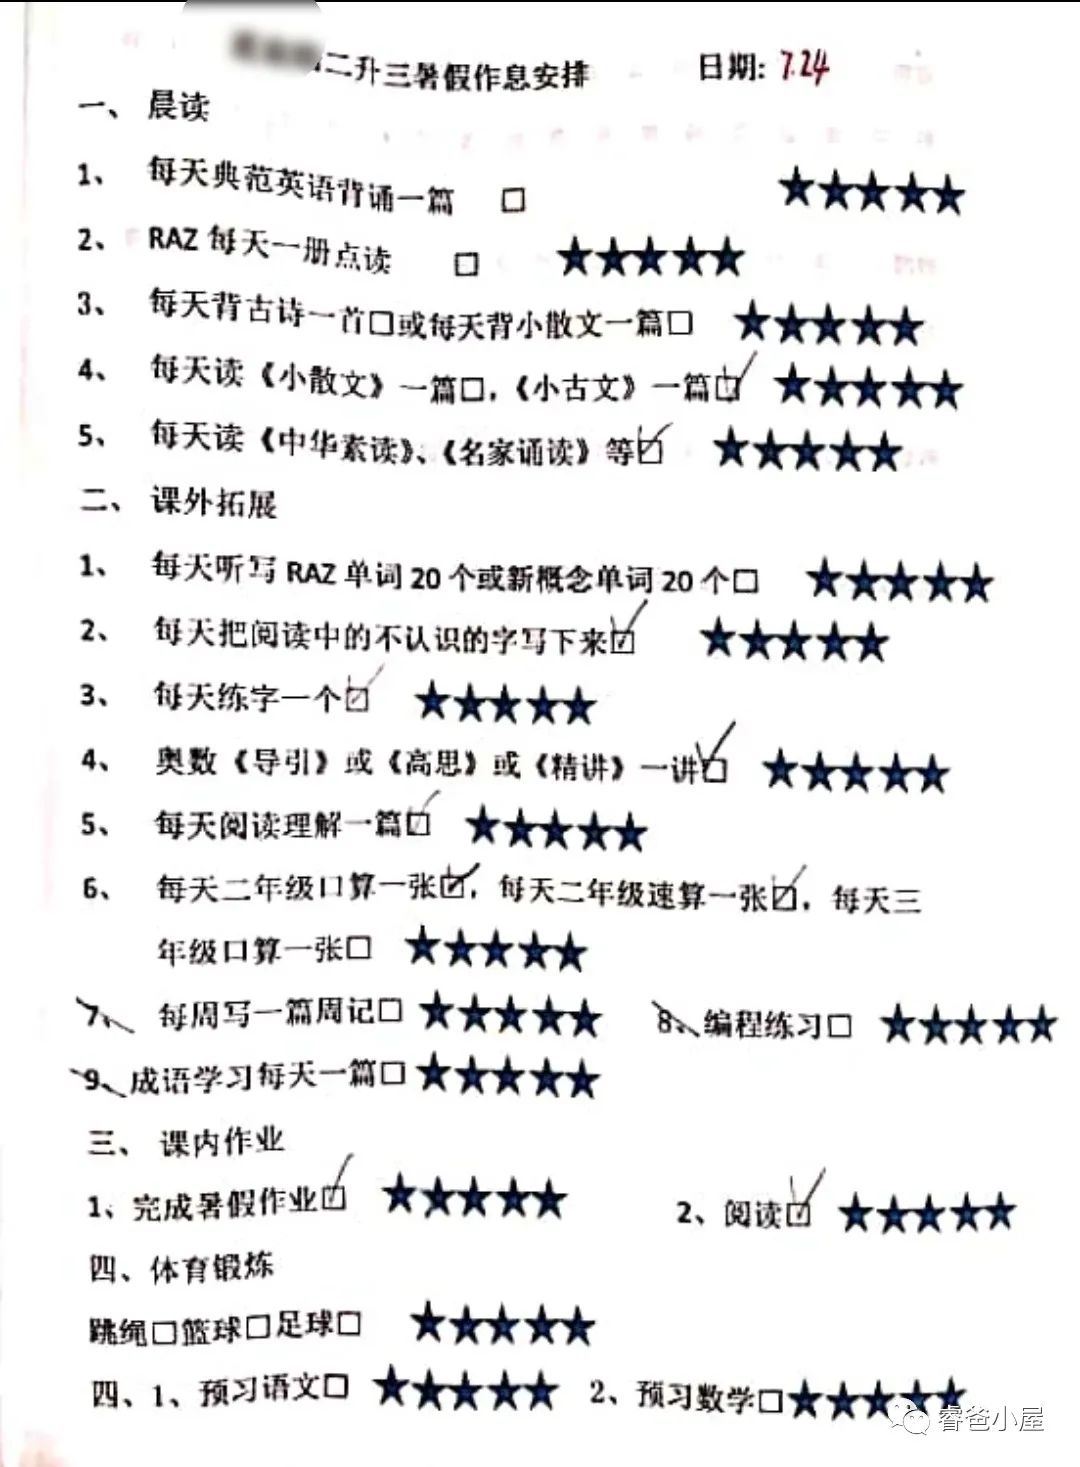 二升三暑假作息安排 日期: 7.24
一、 晨读
1、 每天典范英语背诵一篇 □ ★★★★★
2、 RAZ 每天一册点读 □ ★★★★★
3、 每天背古诗一首□或每天背小散文一篇□ ★★★★★
4、 每天读《小散文》一篇□,《小古文》一篇☑ ★★★★★
5、 每天读《中华素读》、《名家诵读》等☑ ★★★★★
二、 课外拓展
1、 每天听写 RAZ 单词 20 个或新概念单词 20 个□ ★★★★★
2、 每天把阅读中的不认识的字写下来☑ ★★★★★
3、 每天练字一个☑ ★★★★★
4、 奥数《导引》或《高思》或《精讲》一讲☑ ★★★★★
5、 每天阅读理解一篇☑ ★★★★★
6、 每天二年级口算一张☑, 每天二年级速算一张☑, 每天三
年级口算一张□ ★★★★★
7、 每周写一篇周记□ ★★★★★ 8、编程练习□ ★★★★★
9、成语学习每天一篇□ ★★★★★
三、 课内作业
1、完成暑假作业☑ ★★★★★ 2、阅读☑ ★★★★★
四、体育锻炼
跳绳□篮球□足球□ ★★★★★
四、1、预习语文□ ★★★★★ 2、预习数学□★★★★★
睿爸小屋